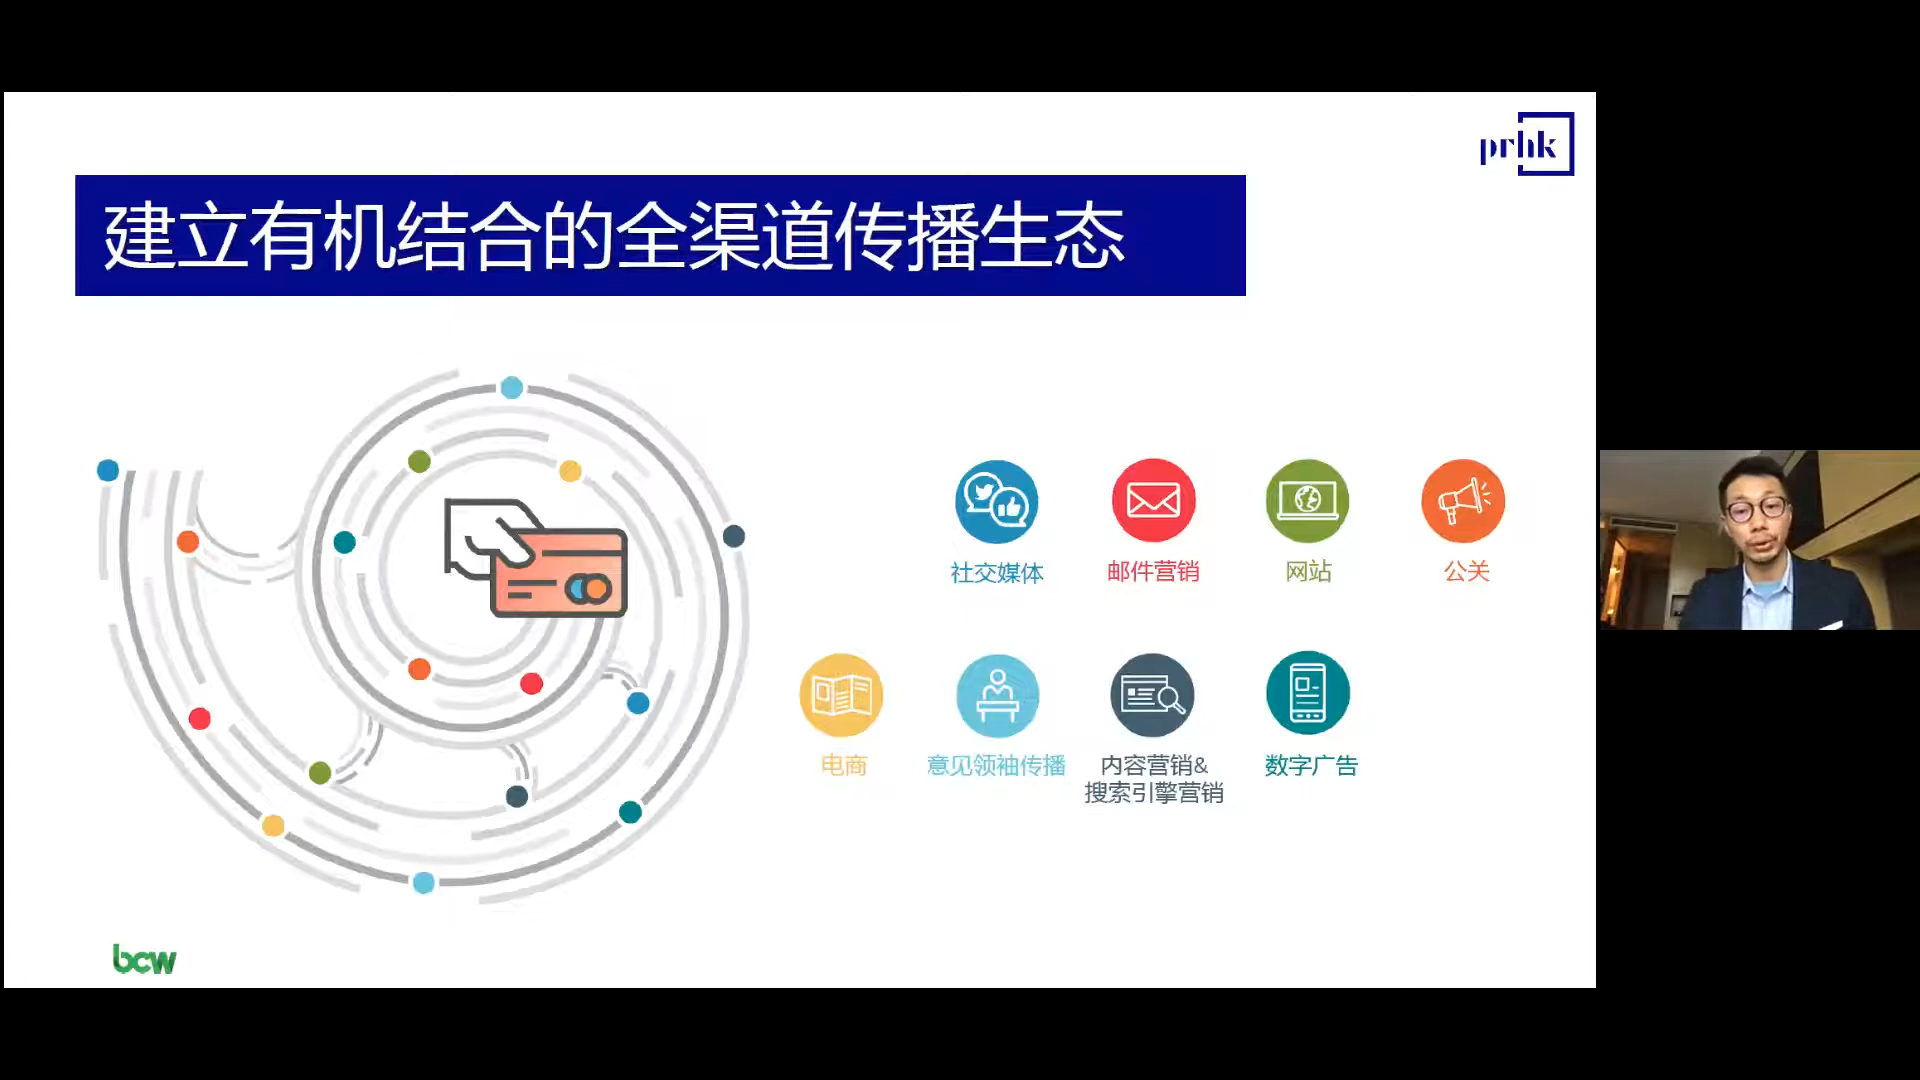 prhk
建立有机结合的全渠道传播生态
社交媒体
邮件营销
网站
公关
电商
意见领袖传播
内容营销&
搜索引擎营销
数字广告
bcw